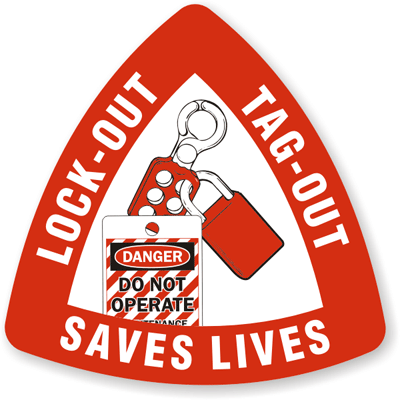 LOCK-OUT
TAG-OUT
DANGER
DO NOT
OPERATE
SAVES LIVES